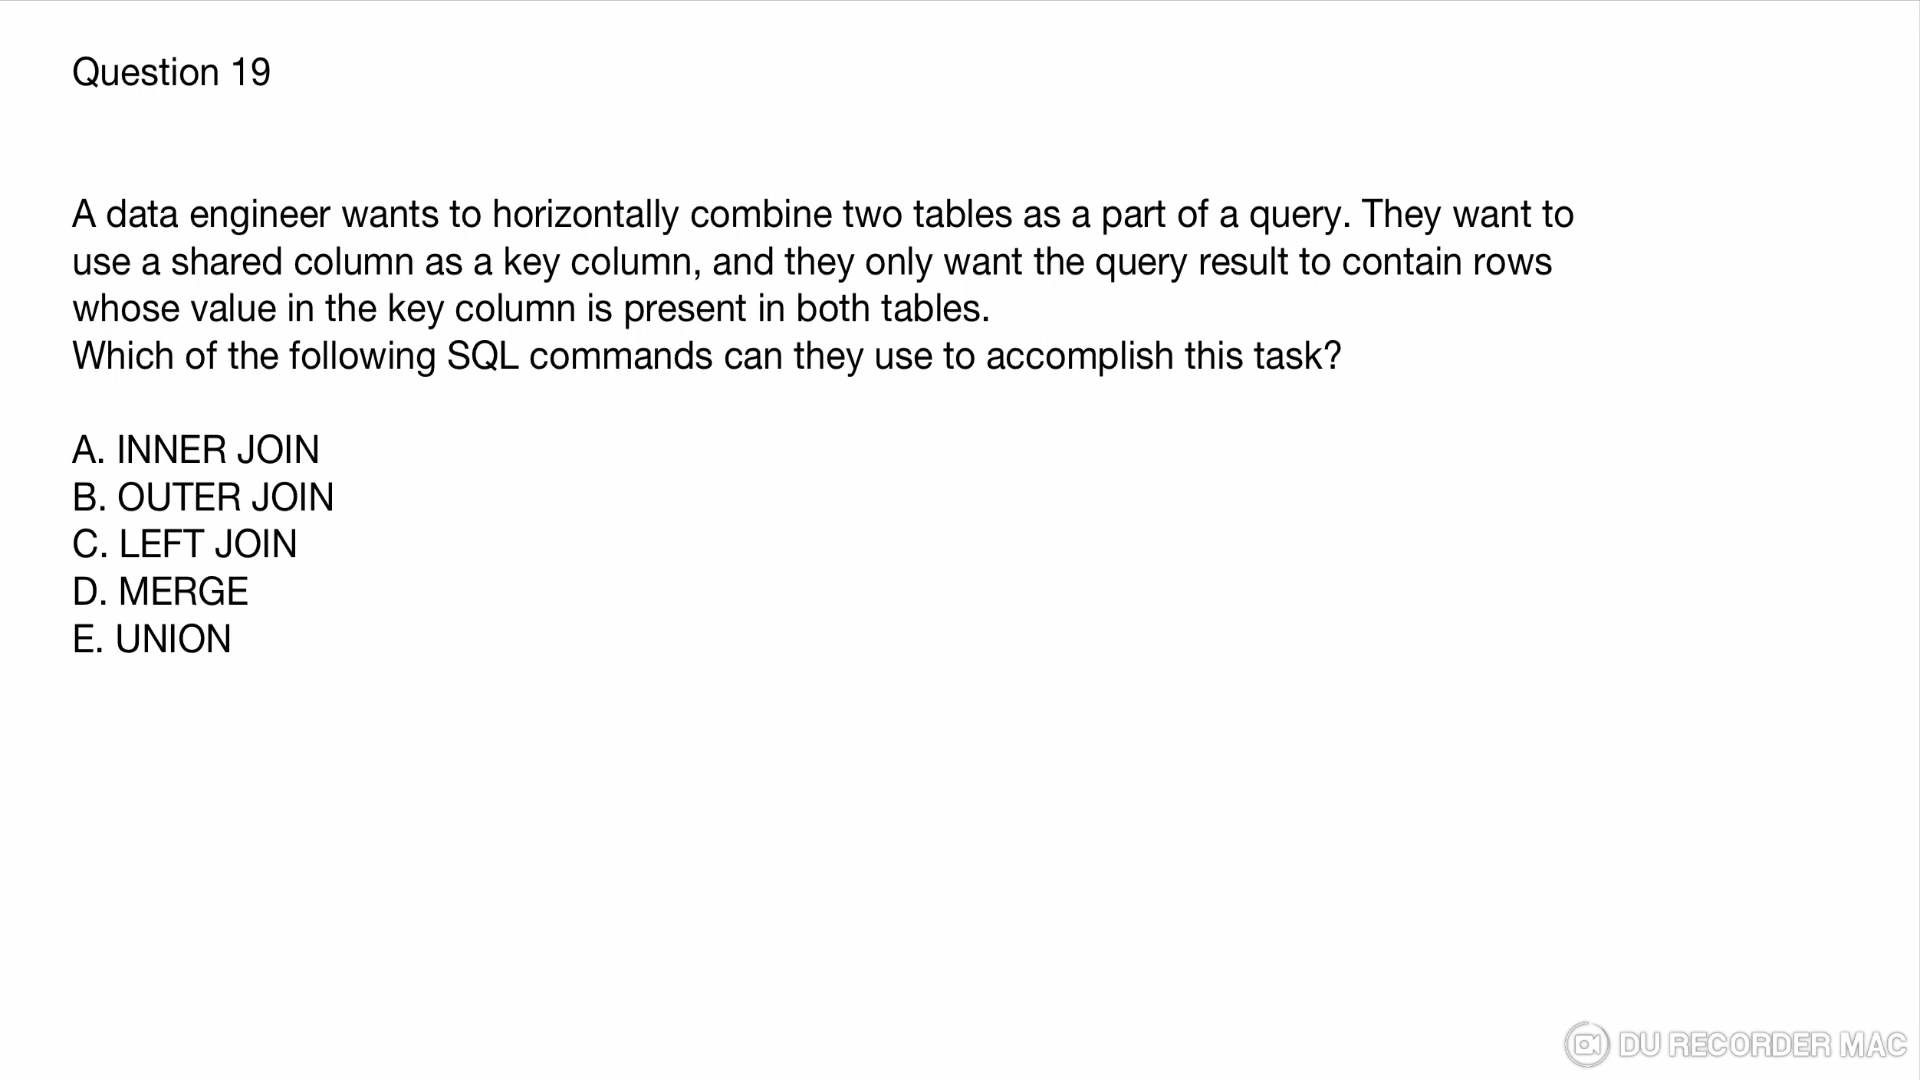 Question 19
A data engineer wants to horizontally combine two tables as a part of a query. They want to
use a shared column as a key column, and they only want the query result to contain rows
whose value in the key column is present in both tables.
Which of the following SQL commands can they use to accomplish this task?
A. INNER JOIN
B. OUTER JOIN
C. LEFT JOIN
D. MERGE
E. UNION
DU RECORDER MAC